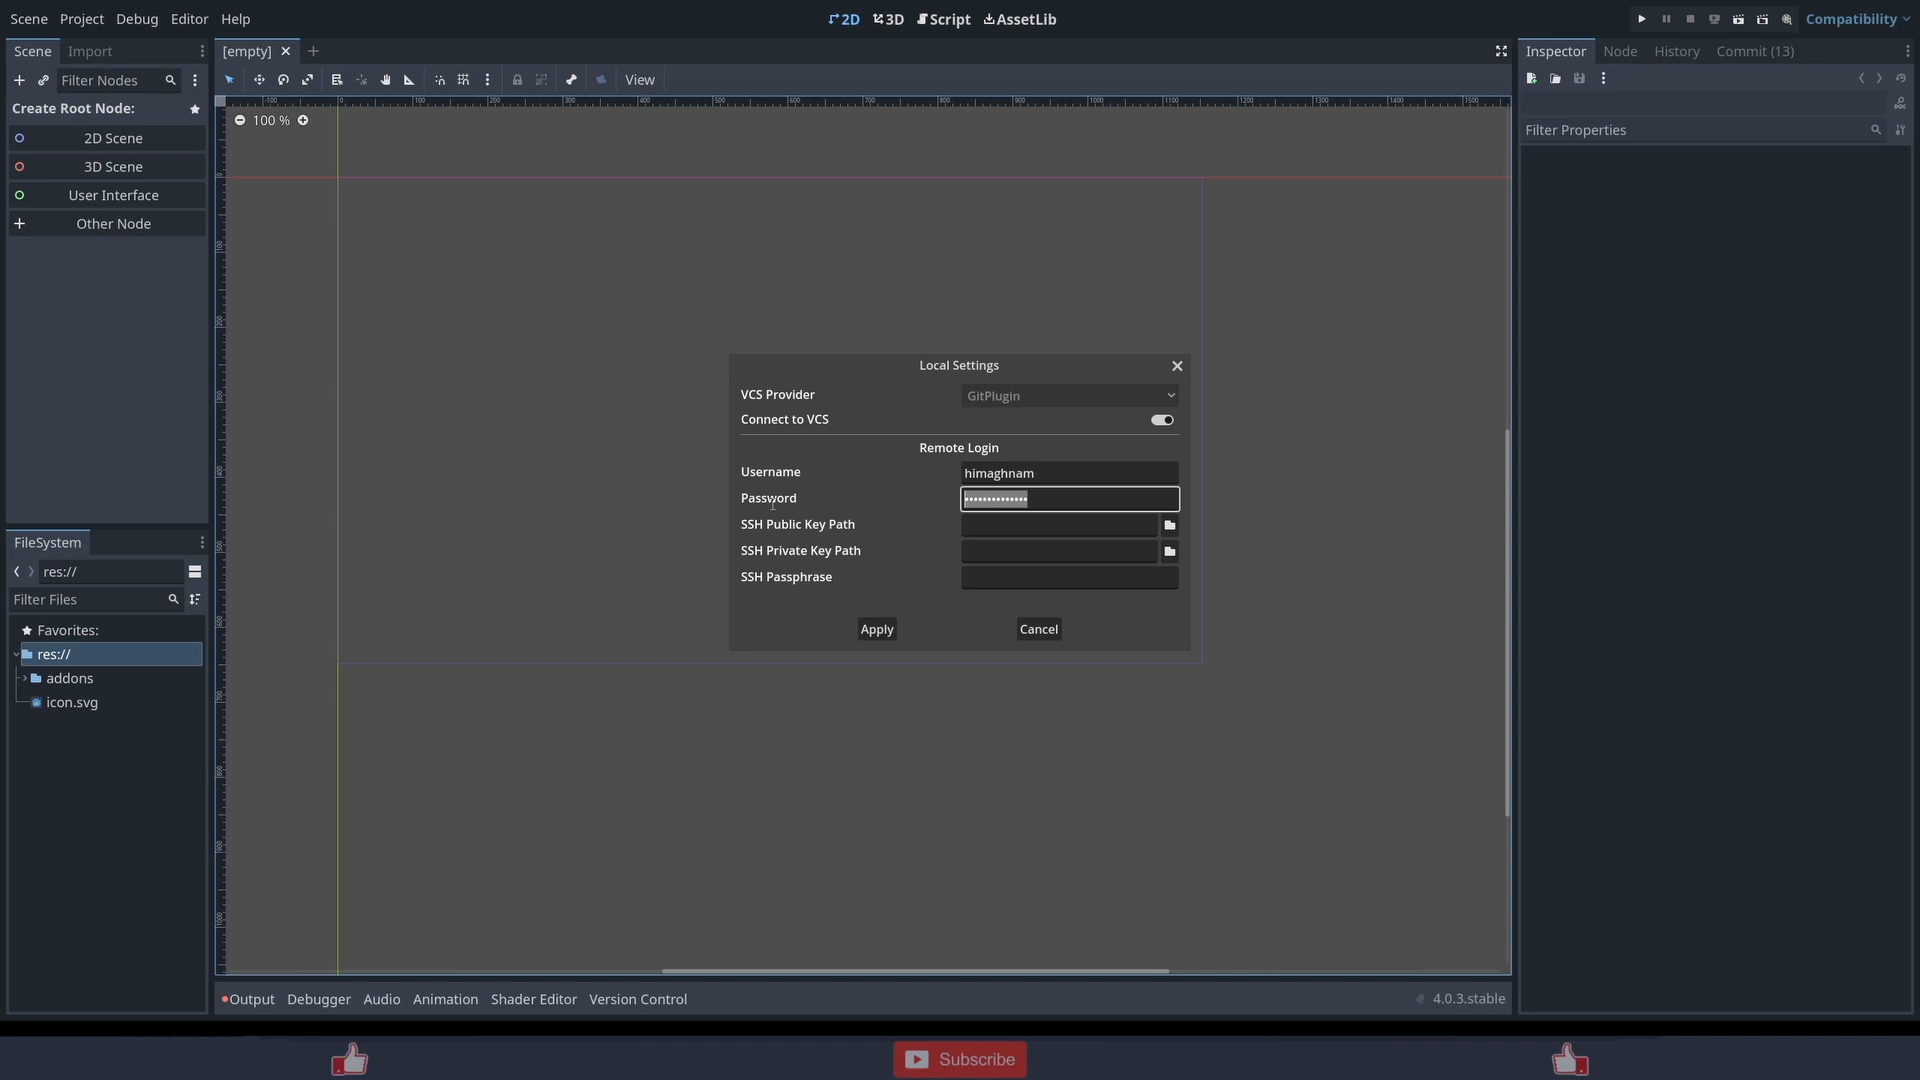 Scene Project Debug Editor Help
2D 3D Script AssetLib
Compatibility
Scene Import
[empty]
Inspector Node History Commit (13)
Filter Nodes
View
Create Root Node:
2D Scene
3D Scene
User Interface
Other Node
100 %
Filter Properties
Local Settings
VCS Provider GitPlugin
Connect to VCS
Remote Login
Username himaghnam
Password ••••••••••••••
SSH Public Key Path
SSH Private Key Path
SSH Passphrase
Apply Cancel
FileSystem
res://
Filter Files
Favorites:
res://
addons
icon.svg
Output Debugger Audio Animation Shader Editor Version Control
4.0.3.stable
Subscribe